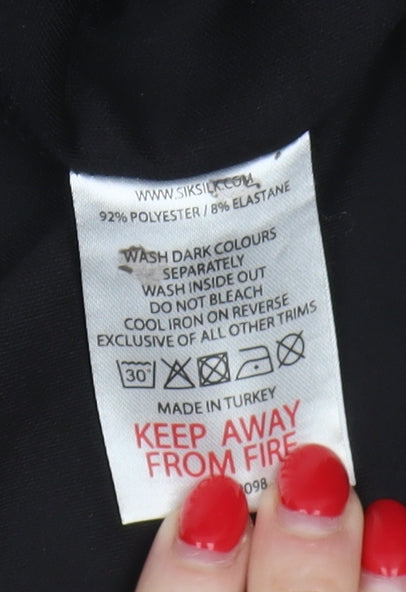 WWW.SIKSILK.COM
92% POLYESTER / 8% ELASTANE
WASH DARK COLOURS
SEPARATELY
WASH INSIDE OUT
DO NOT BLEACH
COOL IRON ON REVERSE
EXCLUSIVE OF ALL OTHER TRIMS
30°
MADE IN TURKEY
KEEP AWAY
FROM FIRE